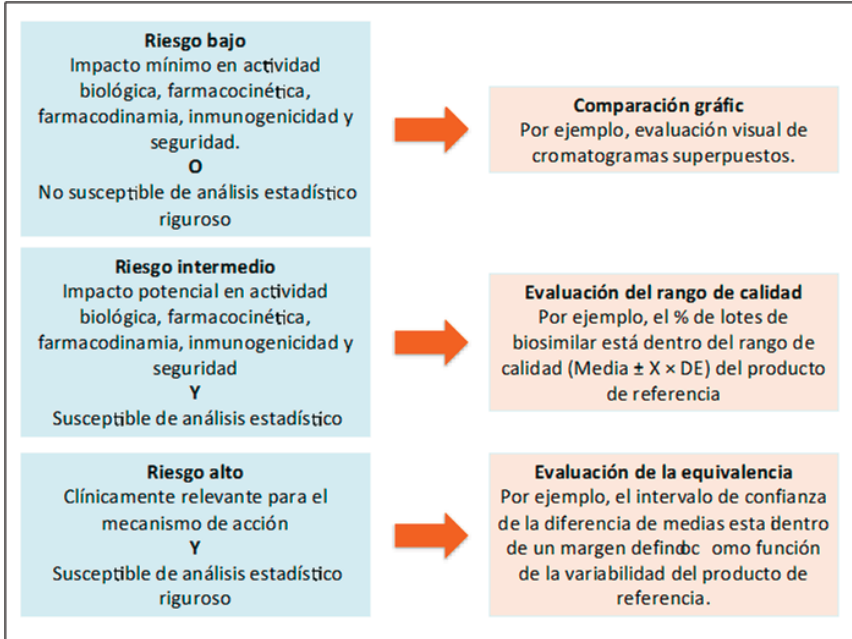 Riesgo bajo
Impacto mínimo en actividad
biológica, farmacocinética,
farmacodinamia, inmunogenicidad y
seguridad.
O
No susceptible de análisis estadístico
riguroso
Comparación gráfic
Por ejemplo, evaluación visual de
cromatogramas superpuestos.
Riesgo intermedio
Impacto potencial en actividad
biológica, farmacocinética,
farmacodinamia, inmunogenicidad y
seguridad
Y
Susceptible de análisis estadístico
Evaluación del rango de calidad
Por ejemplo, el % de lotes de
biosimilar está dentro del rango de
calidad (Media ± X × DE) del producto
de referencia
Riesgo alto
Clínicamente relevante para el
mecanismo de acción
Y
Susceptible de análisis estadístico
riguroso
Evaluación de la equivalencia
Por ejemplo, el intervalo de confianza
de la diferencia de medias esta dentro
de un margen defindoc omo función
de la variabilidad del producto de
referencia.